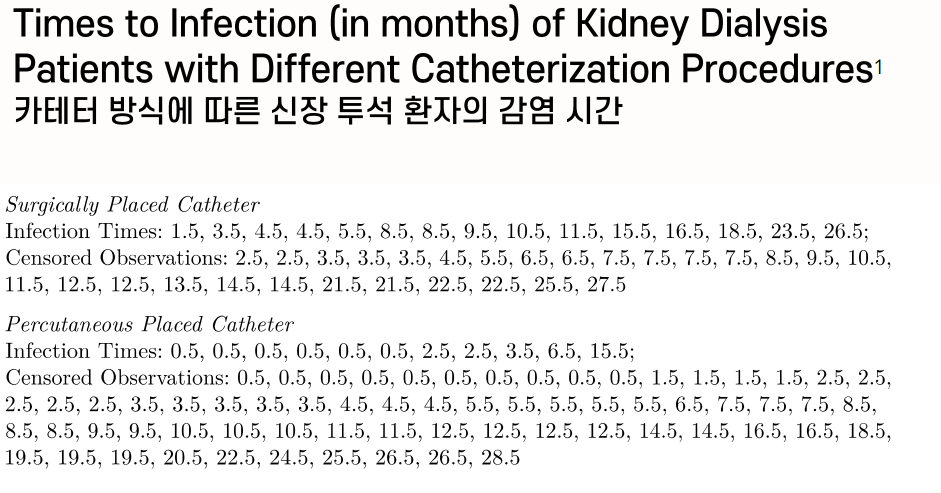 Times to Infection (in months) of Kidney Dialysis
Patients with Different Catheterization Procedures1
카테터 방식에 따른 신장 투석 환자의 감염 시간
Surgically Placed Catheter
Infection Times: 1.5, 3.5, 4.5, 4.5, 5.5, 8.5, 8.5, 9.5, 10.5, 11.5, 15.5, 16.5, 18.5, 23.5, 26.5;
Censored Observations: 2.5, 2.5, 3.5, 3.5, 3.5, 4.5, 5.5, 6.5, 6.5, 7.5, 7.5, 7.5, 7.5, 8.5, 9.5, 10.5,
11.5, 12.5, 12.5, 13.5, 14.5, 14.5, 21.5, 21.5, 22.5, 22.5, 25.5, 27.5
Percutaneous Placed Catheter
Infection Times: 0.5, 0.5, 0.5, 0.5, 0.5, 0.5, 2.5, 2.5, 3.5, 6.5, 15.5;
Censored Observations: 0.5, 0.5, 0.5, 0.5, 0.5, 0.5, 0.5, 0.5, 0.5, 0.5, 1.5, 1.5, 1.5, 1.5, 2.5, 2.5,
2.5, 2.5, 2.5, 3.5, 3.5, 3.5, 3.5, 3.5, 4.5, 4.5, 4.5, 5.5, 5.5, 5.5, 5.5, 5.5, 6.5, 7.5, 7.5, 7.5, 8.5,
8.5, 8.5, 9.5, 9.5, 10.5, 10.5, 10.5, 11.5, 11.5, 12.5, 12.5, 12.5, 12.5, 14.5, 14.5, 16.5, 16.5, 18.5,
19.5, 19.5, 19.5, 20.5, 22.5, 24.5, 25.5, 26.5, 26.5, 28.5